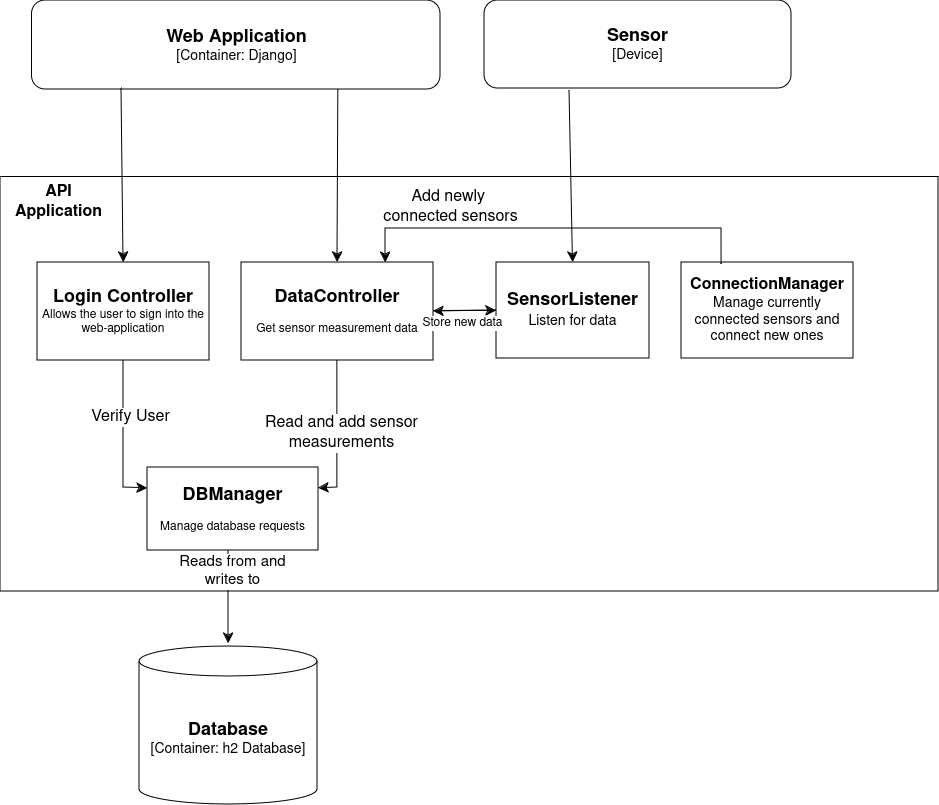 Web Application
[Container: Django]
Sensor
[Device]
API
Application
Add newly
connected sensors
Login Controller
Allows the user to sign into the
web-application
DataController
Get sensor measurement data
Store new data
SensorListener
Listen for data
ConnectionManager
Manage currently
connected sensors and
connect new ones
Verify User
Read and add sensor
measurements
DBManager
Manage database requests
Reads from and
writes to
Database
[Container: h2 Database]